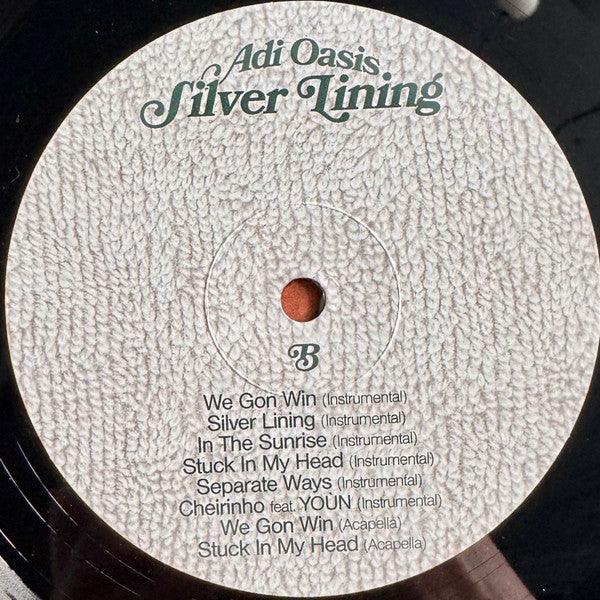 Adi Oasis
Silver Lining
B
We Gon Win (Instrumental)
Silver Lining (Instrumental)
In The Sunrise (Instrumental)
Stuck In My Head (Instrumental)
Separate Ways (Instrumental)
Cheirinho feat. YOÙN (Instrumental)
We Gon Win (Acapella)
Stuck In My Head (Acapella)